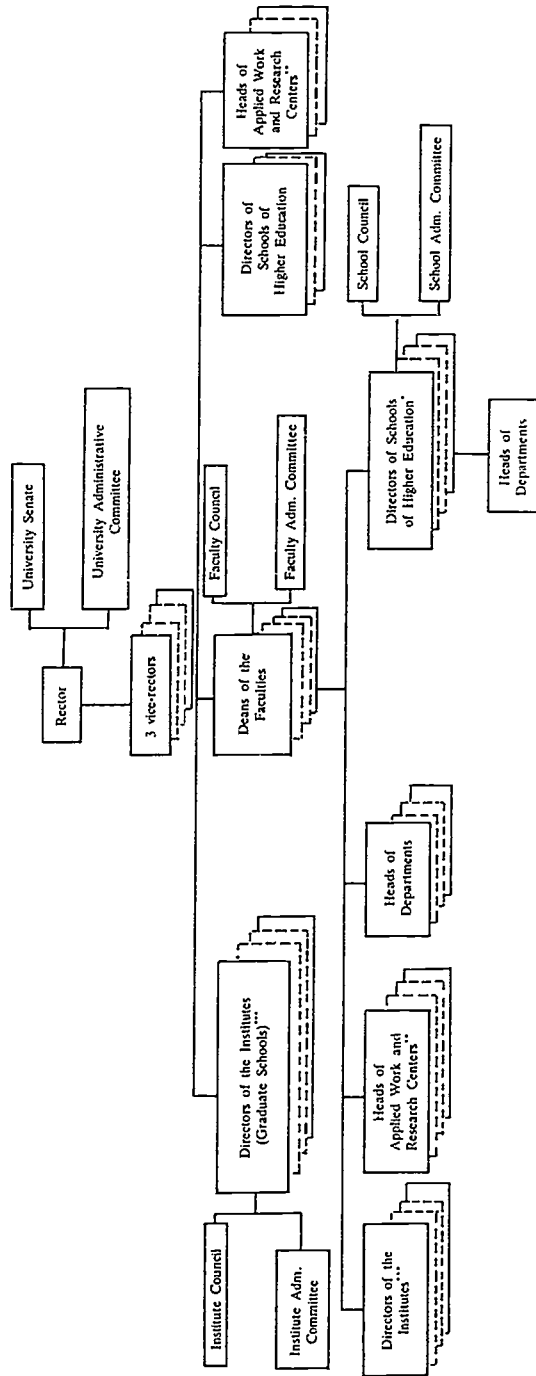 University Senate
University Administrative
Committee
Rector
3 vice-rectors
Directors of the Institutes
(Graduate Schools)***
Institute Council
Institute Adm.
Committee
Deans of the
Faculties
Faculty Council
Faculty Adm. Committee
Directors of
Schools of
Higher Education
Heads of
Applied Work
and Research
Centers**
Directors of the
Institutes***
Heads of
Applied Work and
Research Centers**
Heads of
Departments
Directors of Schools
of Higher Education*
School Council
School Adm. Committee
Heads of
Departments